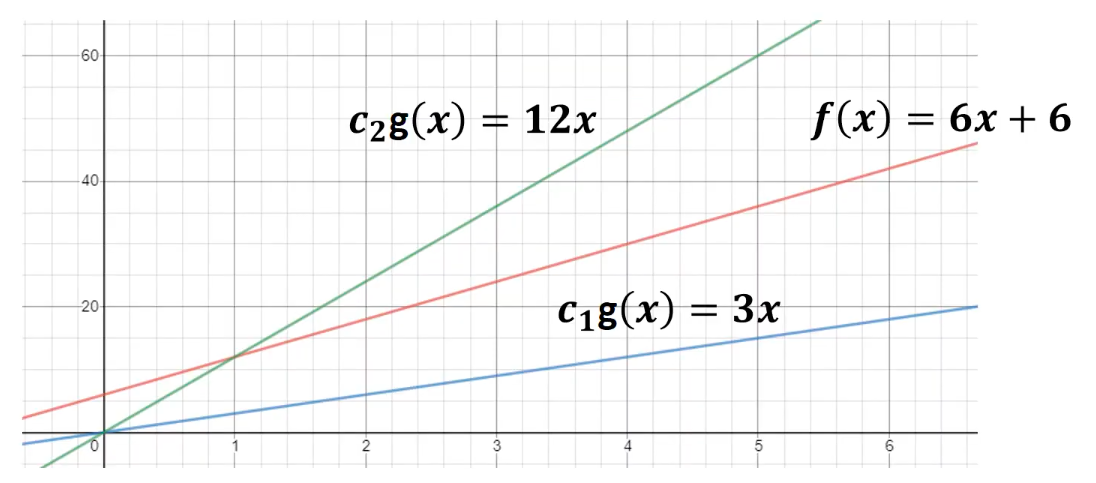 60
c₂g(x) = 12x
f(x) = 6x + 6
40
20
c₁g(x) = 3x
0 1 2 3 4 5 6